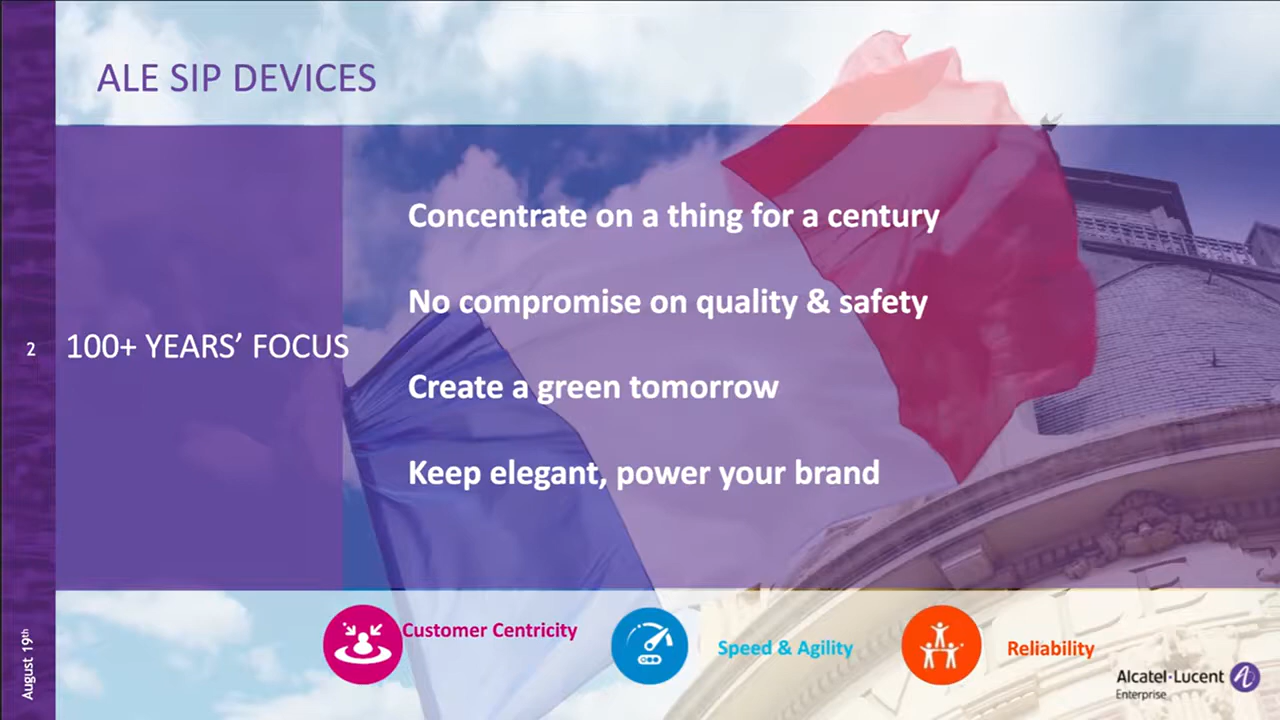 ALE SIP DEVICES
Concentrate on a thing for a century
No compromise on quality & safety
2
100+ YEARS’ FOCUS
Create a green tomorrow
Keep elegant, power your brand
August 19th
Customer Centricity
Speed & Agility
Reliability
Alcatel·Lucent
Enterprise